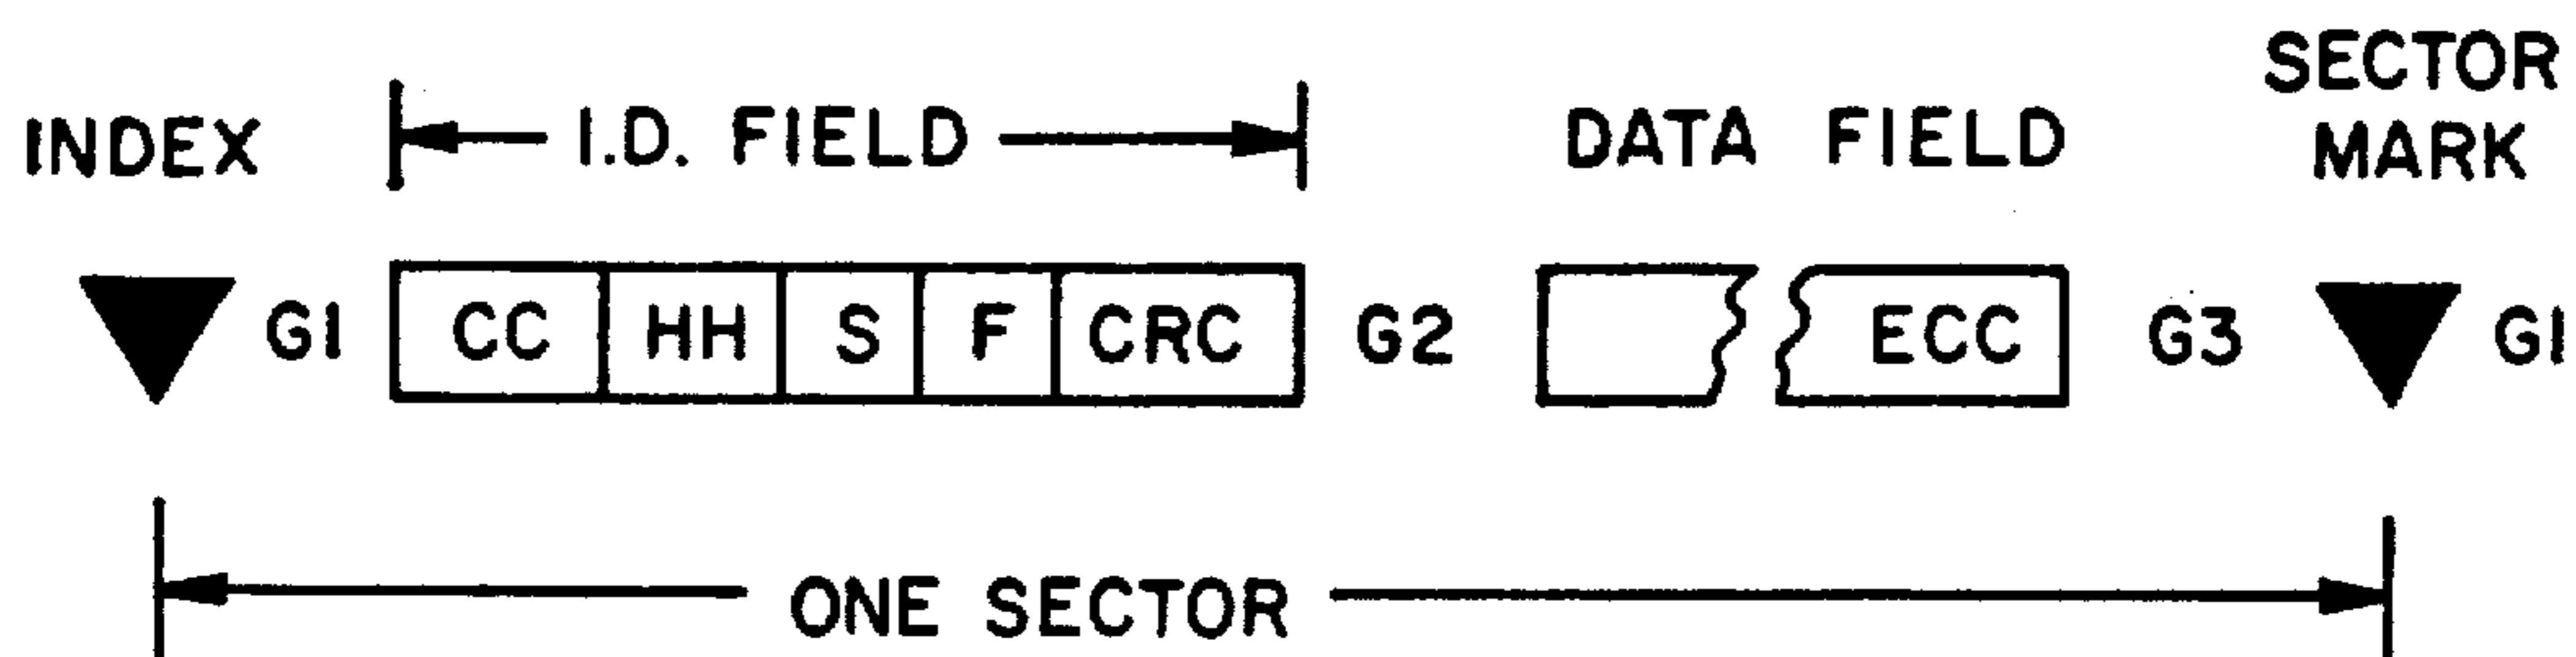 INDEX
I.D. FIELD
DATA FIELD
SECTOR
MARK
G1 CC HH S F CRC G2 ECC G3 G1
ONE SECTOR